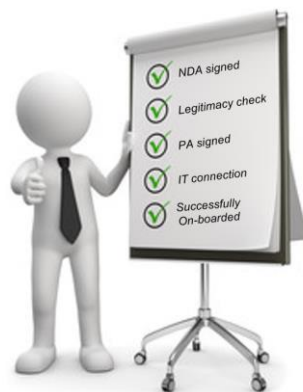 NDA signed
Legitimacy check
PA signed
IT connection
Successfully
On-boarded